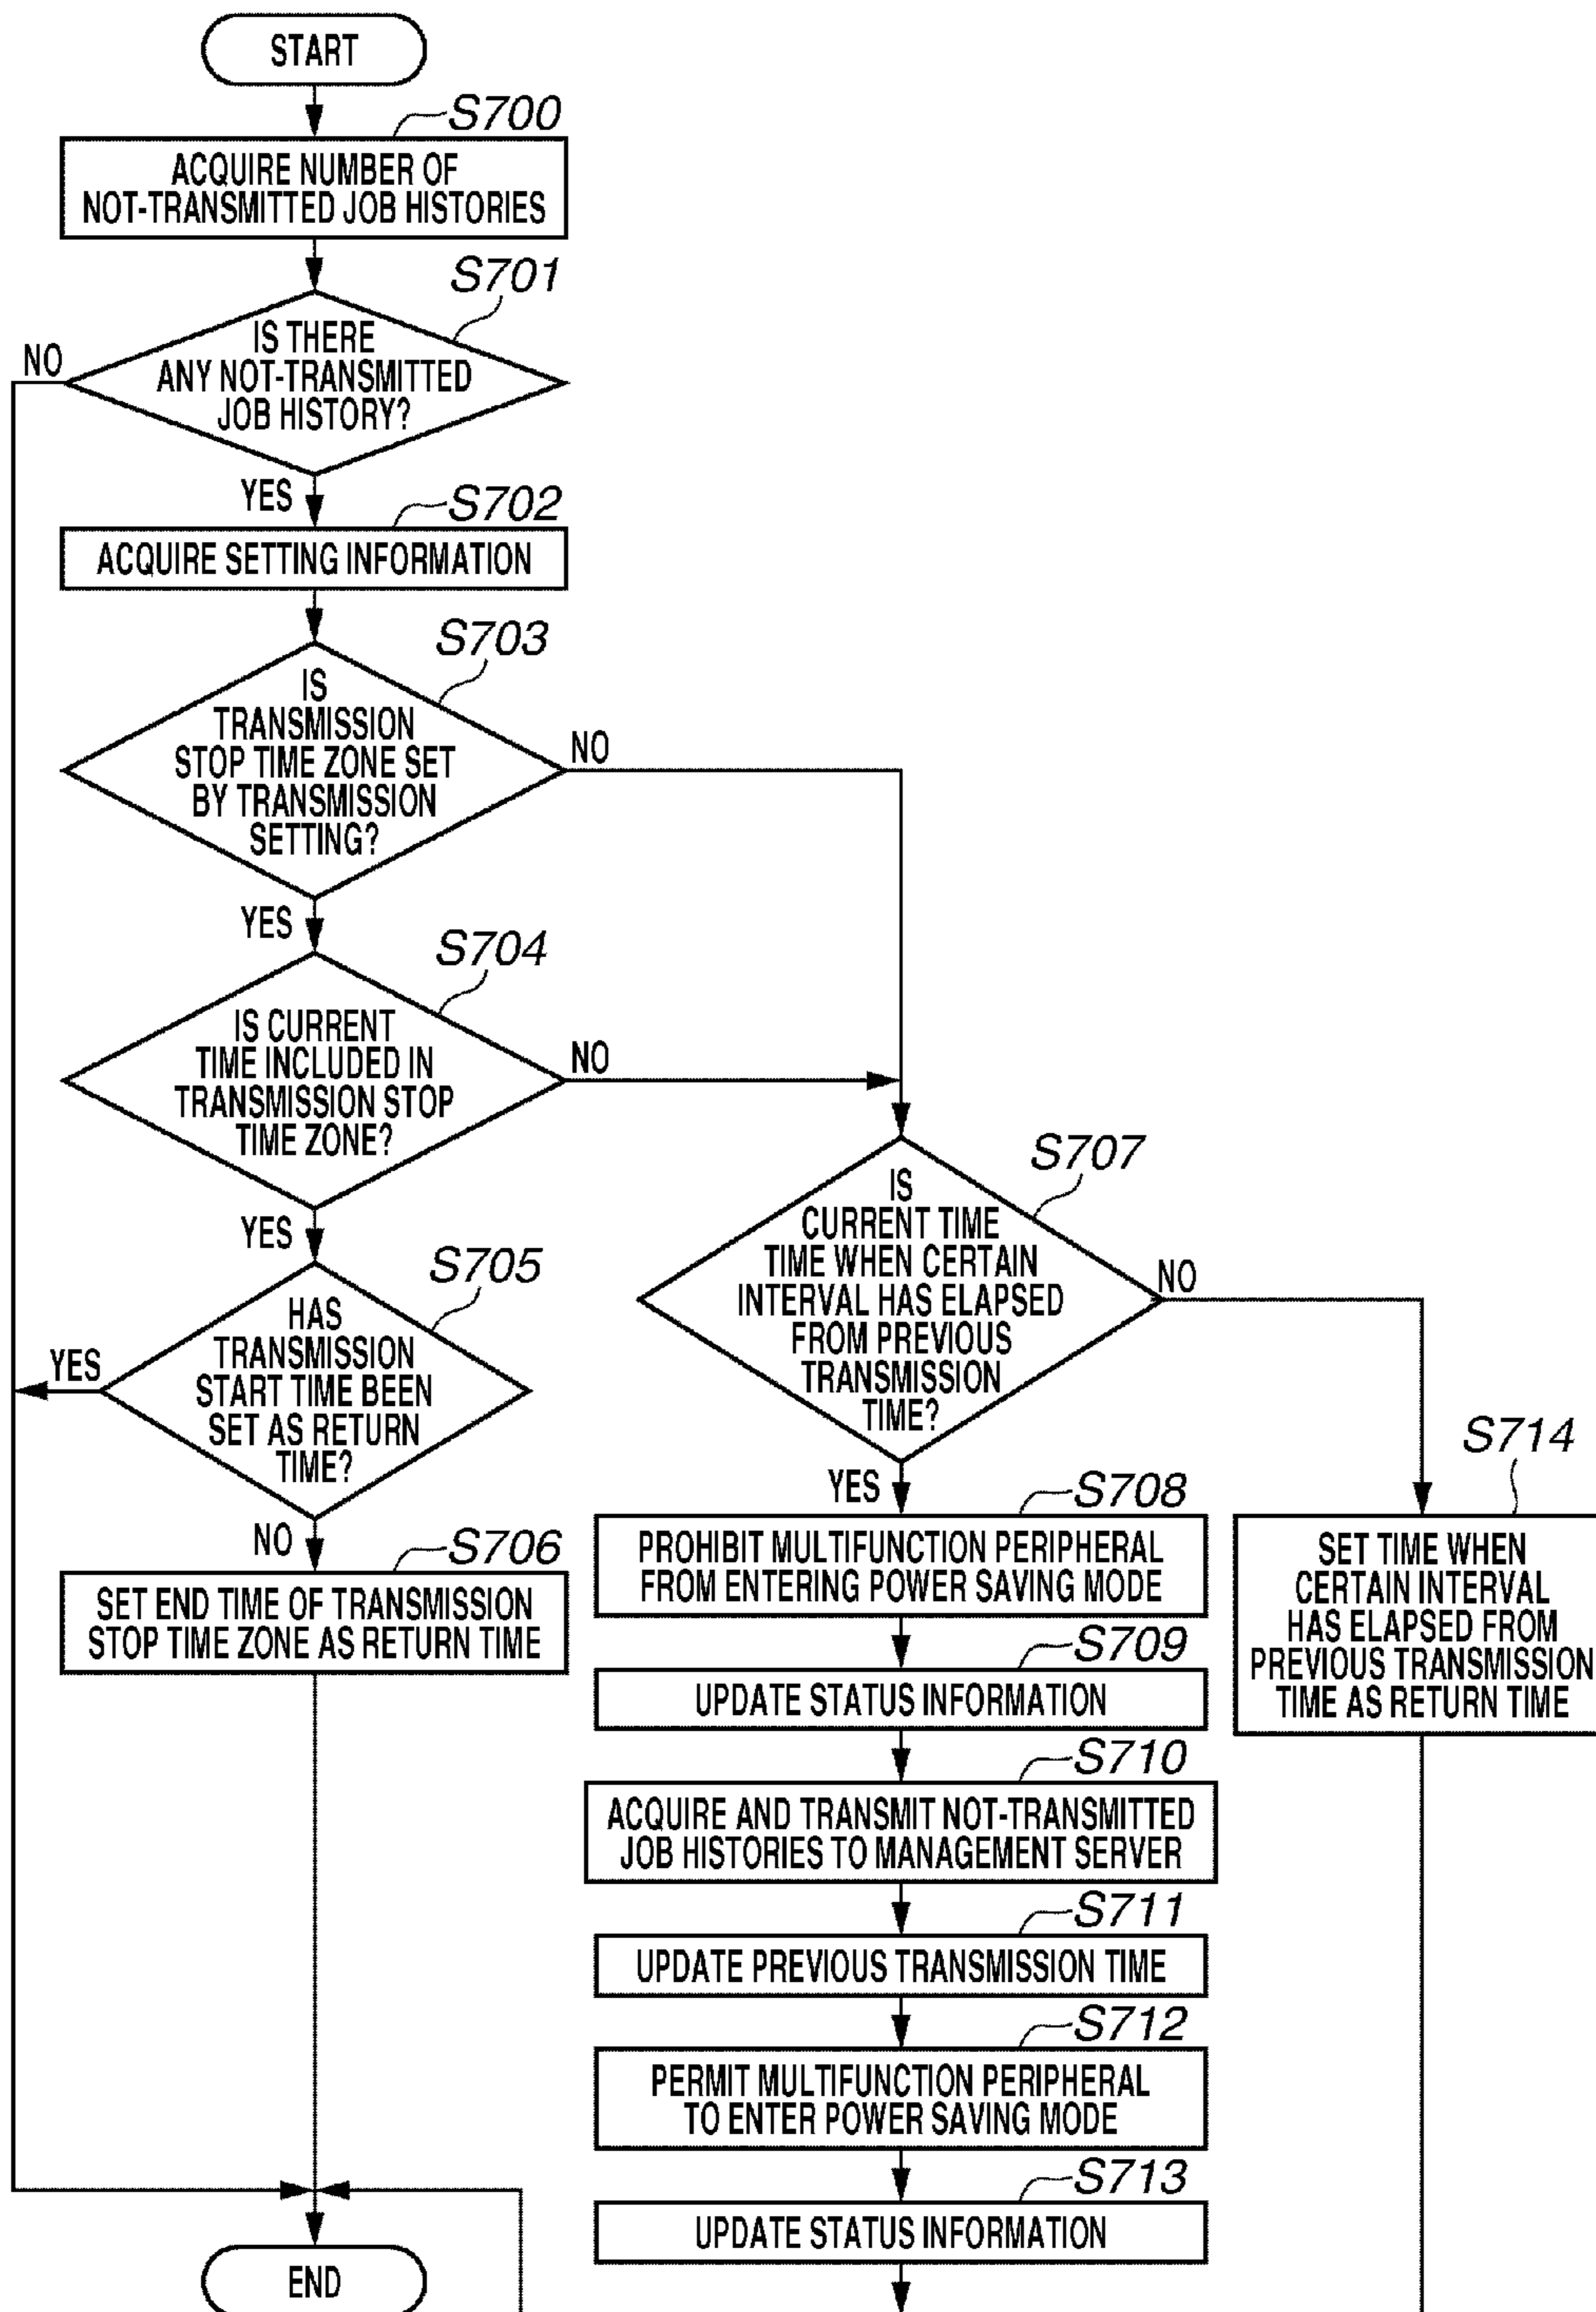 START
S700
ACQUIRE NUMBER OF
NOT-TRANSMITTED JOB HISTORIES
S701
IS THERE
ANY NOT-TRANSMITTED
JOB HISTORY?
NO
YES
S702
ACQUIRE SETTING INFORMATION
S703
IS
TRANSMISSION
STOP TIME ZONE SET
BY TRANSMISSION
SETTING?
NO
YES
S704
IS CURRENT
TIME INCLUDED IN
TRANSMISSION STOP
TIME ZONE?
NO
YES
S705
HAS
TRANSMISSION
START TIME BEEN
SET AS RETURN
TIME?
YES
NO
S706
SET END TIME OF TRANSMISSION
STOP TIME ZONE AS RETURN TIME
S707
IS
CURRENT TIME
TIME WHEN CERTAIN
INTERVAL HAS ELAPSED
FROM PREVIOUS
TRANSMISSION
TIME?
NO
YES
S708
PROHIBIT MULTIFUNCTION PERIPHERAL
FROM ENTERING POWER SAVING MODE
S709
UPDATE STATUS INFORMATION
S710
ACQUIRE AND TRANSMIT NOT-TRANSMITTED
JOB HISTORIES TO MANAGEMENT SERVER
S711
UPDATE PREVIOUS TRANSMISSION TIME
S712
PERMIT MULTIFUNCTION PERIPHERAL
TO ENTER POWER SAVING MODE
S713
UPDATE STATUS INFORMATION
S714
SET TIME WHEN
CERTAIN INTERVAL
HAS ELAPSED FROM
PREVIOUS TRANSMISSION
TIME AS RETURN TIME
END